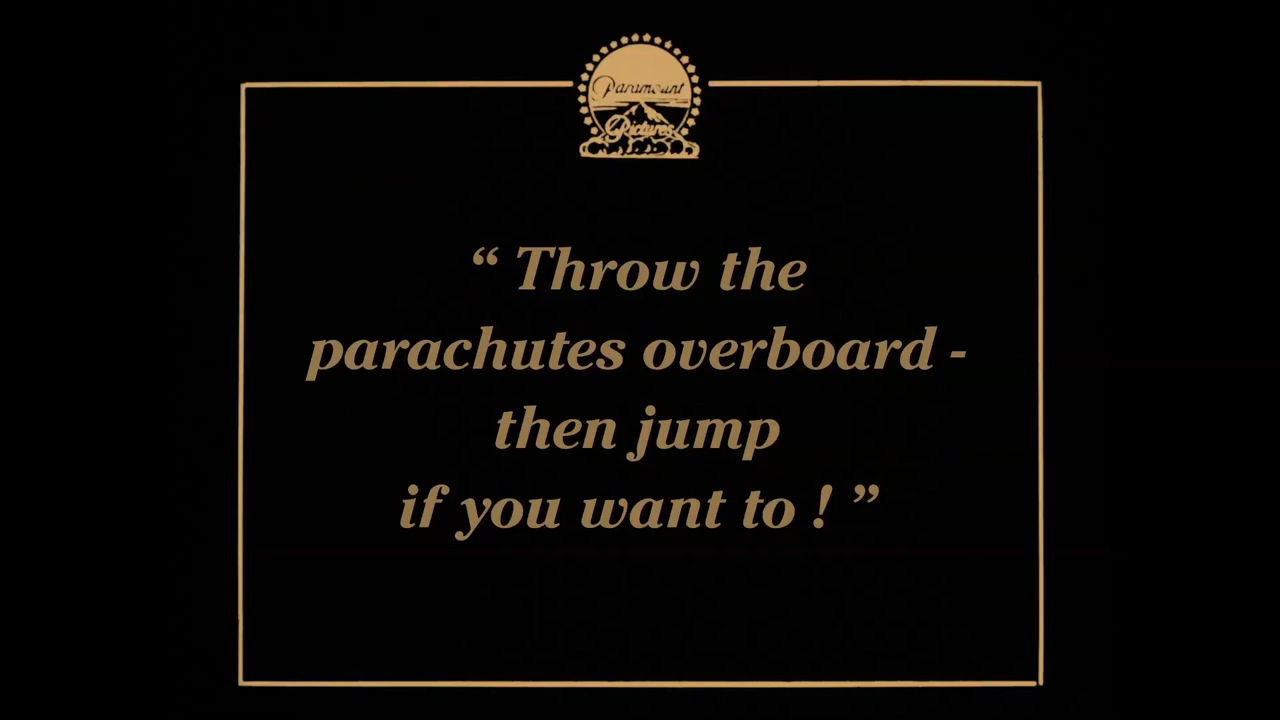 Paramount
Pictures
“ Throw the
parachutes overboard -
then jump
if you want to ! ”